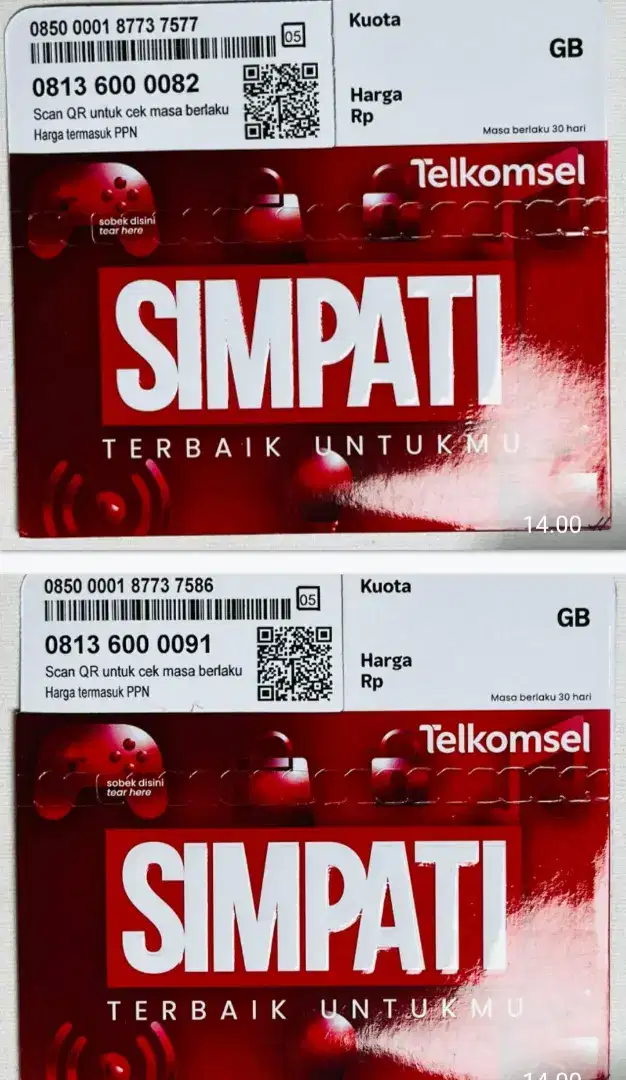 0850 0001 8773 7577
05
0813 600 0082
Scan QR untuk cek masa berlaku
Harga termasuk PPN
Kuota
GB
Harga
Rp
Masa berlaku 30 hari
Telkomsel
sobek disini
tear here
SIMPATI
TERBAIK UNTUKMU
14.00
0850 0001 8773 7586
05
0813 600 0091
Scan QR untuk cek masa berlaku
Harga termasuk PPN
Kuota
GB
Harga
Rp
Masa berlaku 30 hari
Telkomsel
sobek disini
tear here
SIMPATI
TERBAIK UNTUKMU
14.00